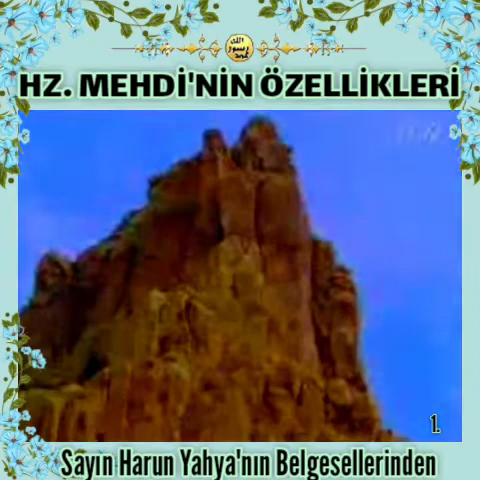 HZ. MEHDİ'NİN ÖZELLİKLERİ
1.
Sayın Harun Yahya'nın Belgesellerinden